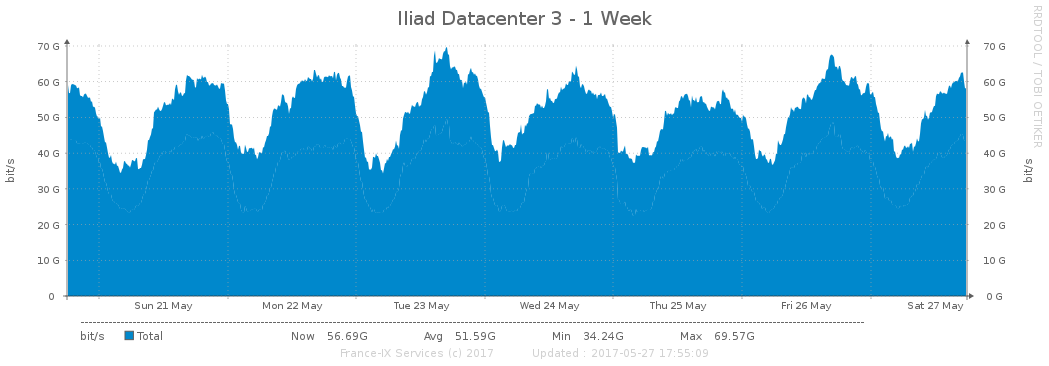 Iliad Datacenter 3 - 1 Week
RRDTOOL / TOBI OETIKER
70 G 70 G
60 G 60 G
50 G 50 G
40 G 40 G
30 G 30 G
20 G 20 G
10 G 10 G
0 0 G
bit/s bit/s
Sun 21 May Mon 22 May Tue 23 May Wed 24 May Thu 25 May Fri 26 May Sat 27 May
bit/s Total Now 56.69G Avg 51.59G Min 34.24G Max 69.57G
France-IX Services (c) 2017 Updated : 2017-05-27 17:55:09